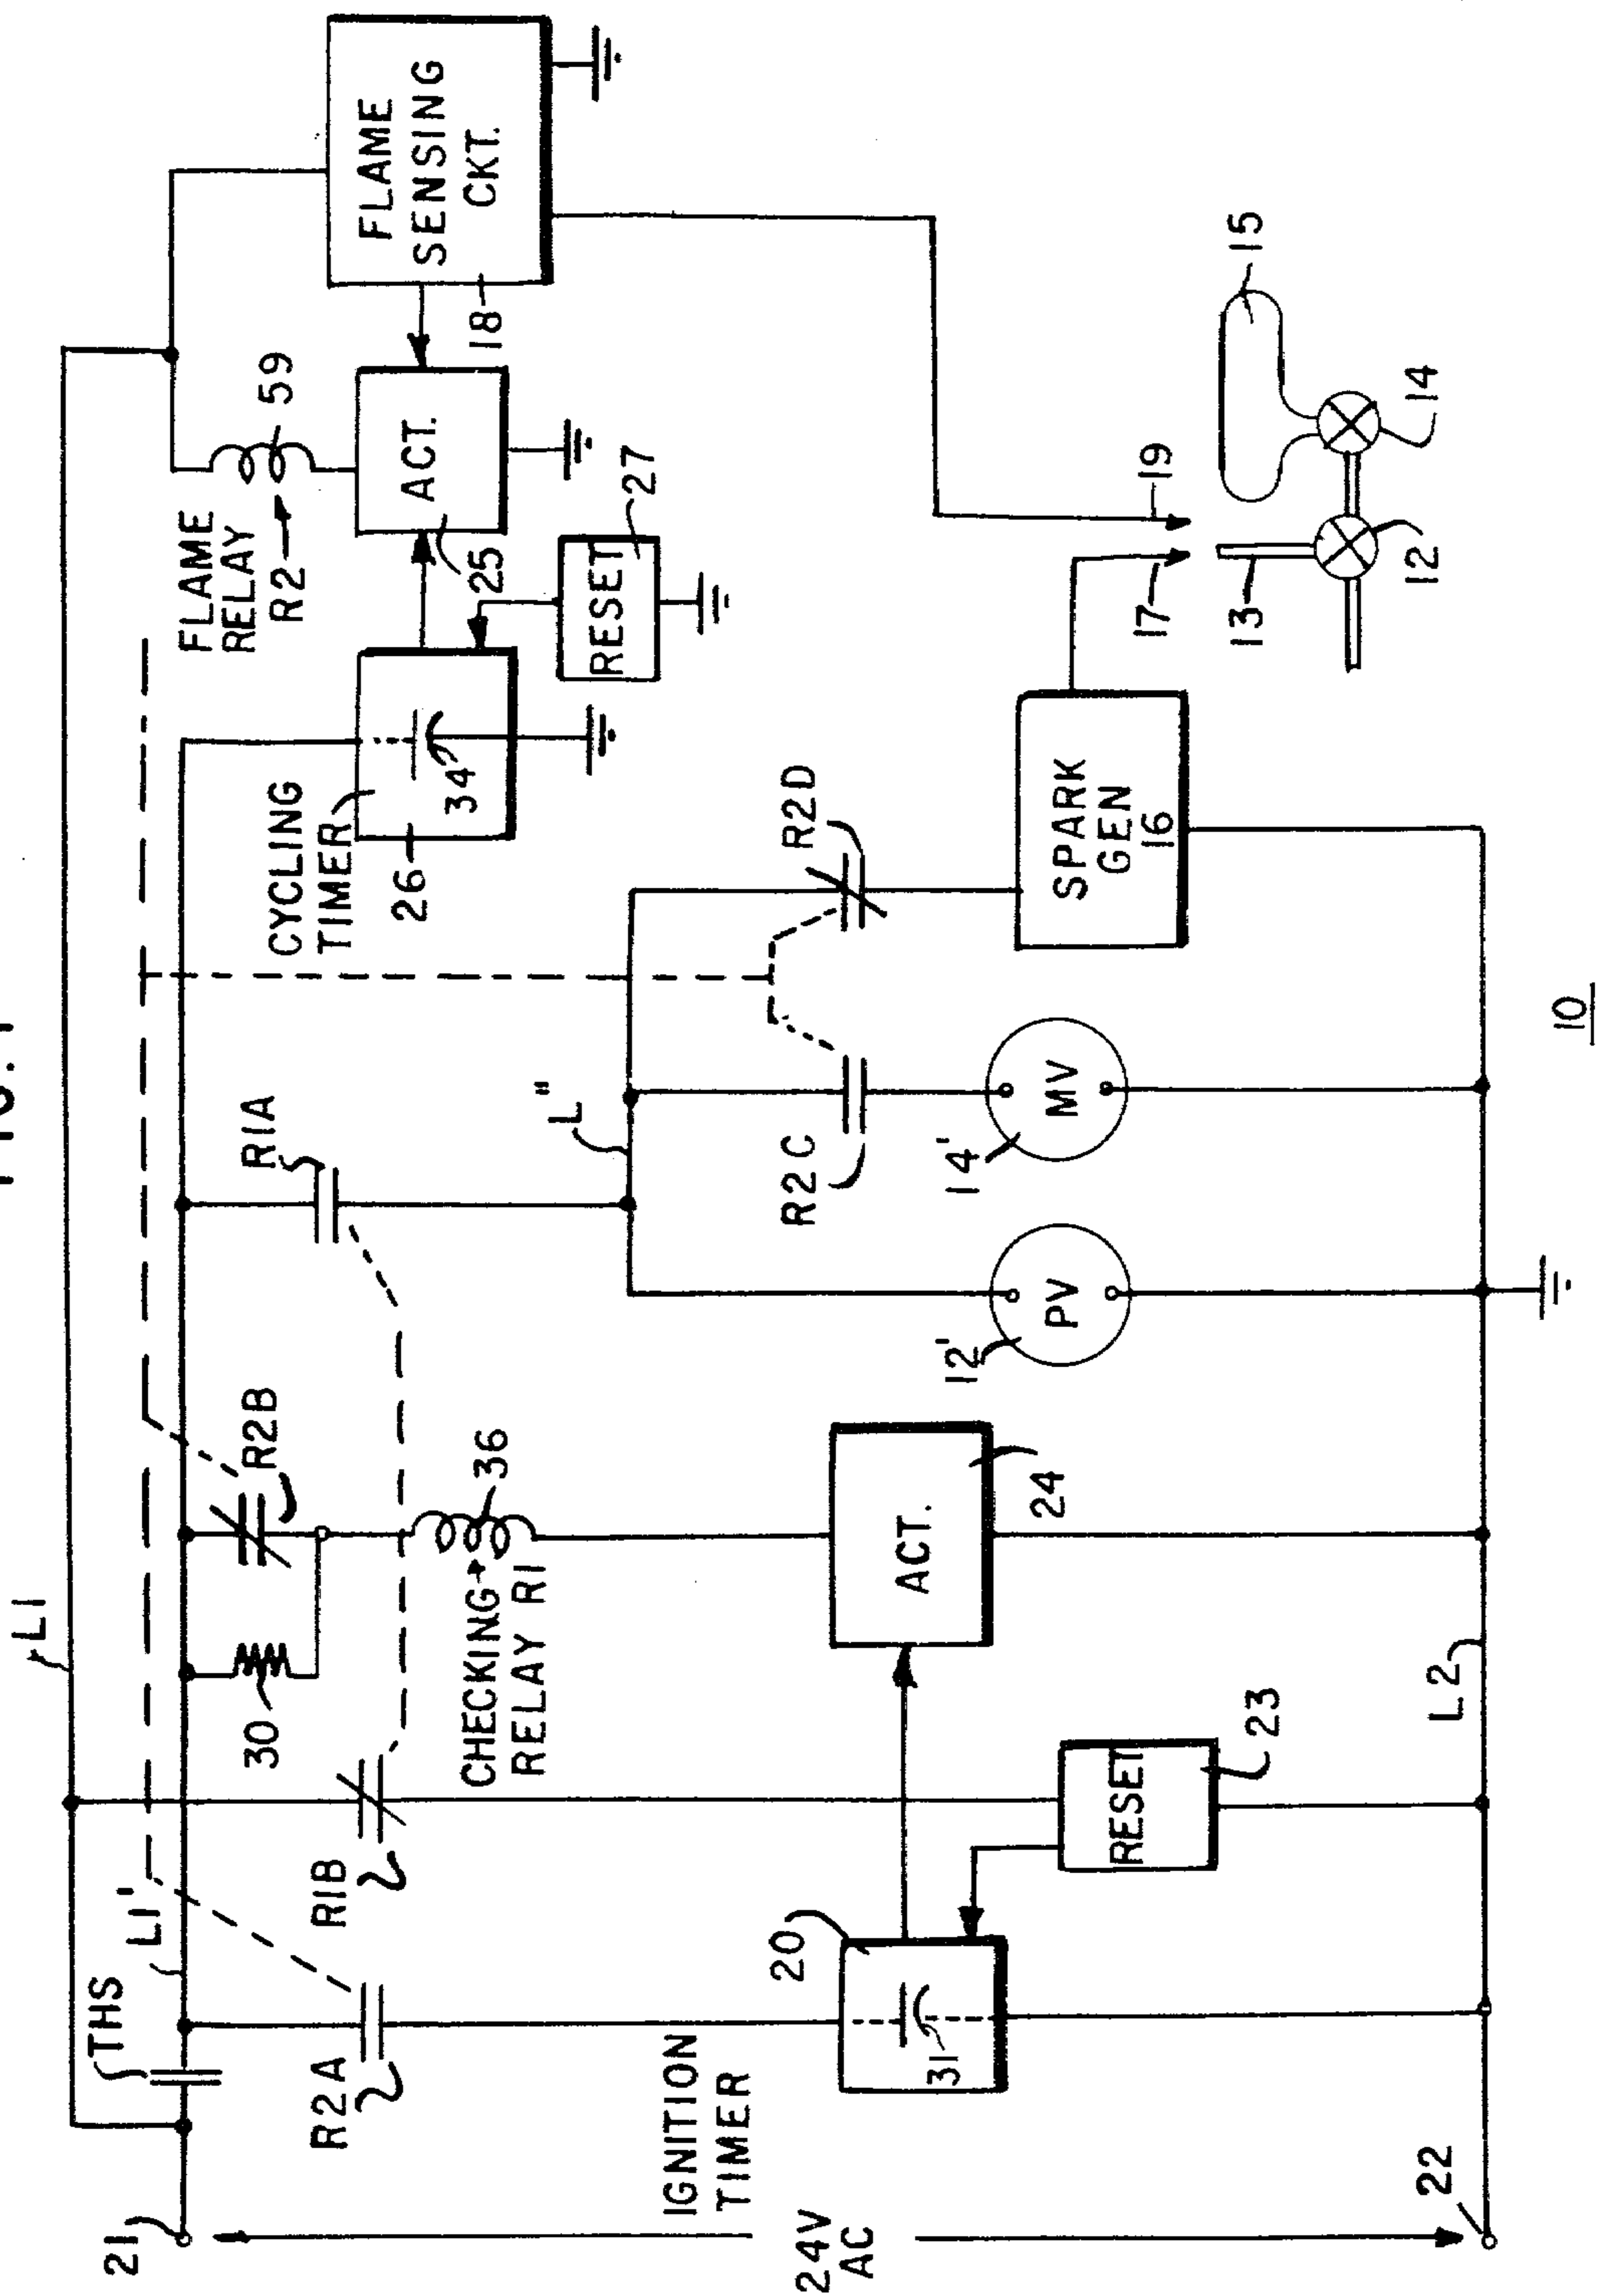 FIG. 1
L1
21
THS
L1'
R2A
R1B
30
R2B
CHECKING
RELAY R1
36
R1A
L"
CYCLING
TIMER
26
34
FLAME
RELAY
R2
59
ACT.
25
FLAME
SENSING
CKT.
18
RESET
27
IGNITION
TIMER
20
31
RESET
23
ACT.
24
PV
12'
MV
14'
R2C
R2D
SPARK
GEN
16
17
19
13
15
12
14
24V
AC
22
L2
10